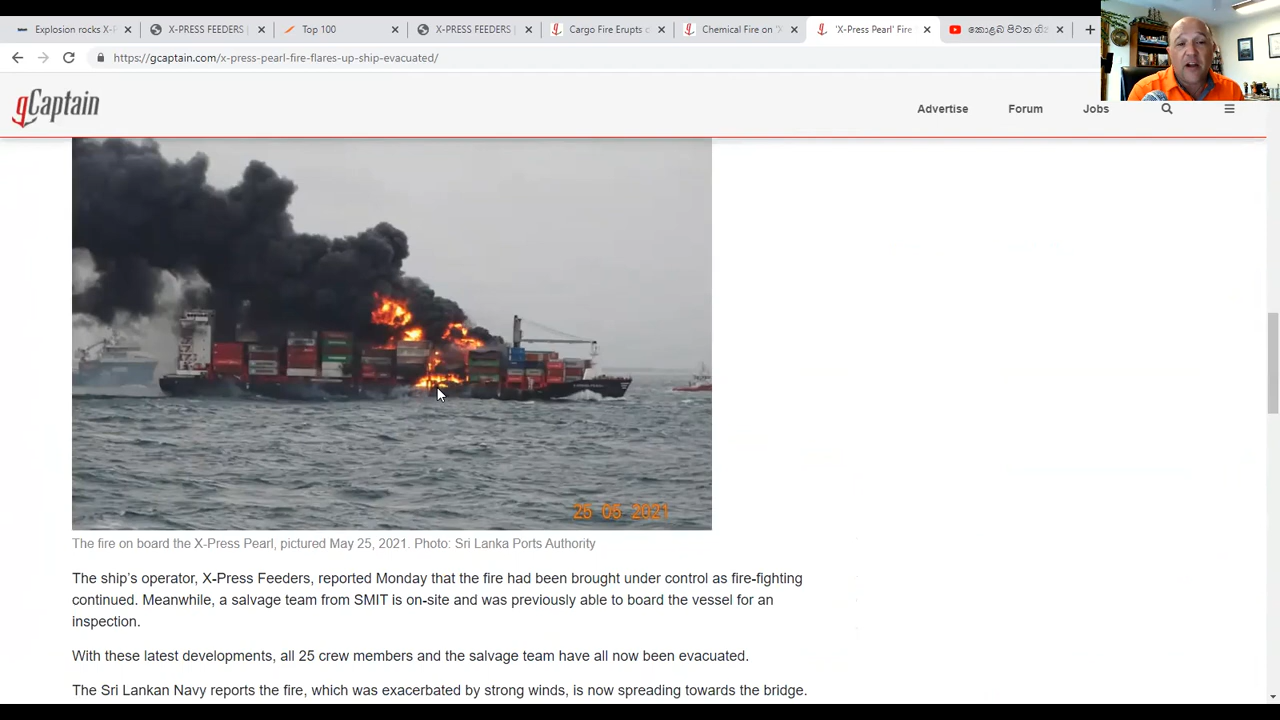 Explosion rocks X-
X-PRESS FEEDERS
Top 100
X-PRESS FEEDERS
Cargo Fire Erupts
Chemical Fire on '
'X-Press Pearl' Fire
https://gcaptain.com/x-press-pearl-fire-flares-up-ship-evacuated/
gCaptain
Advertise
Forum
Jobs
The fire on board the X-Press Pearl, pictured May 25, 2021. Photo: Sri Lanka Ports Authority
The ship's operator, X-Press Feeders, reported Monday that the fire had been brought under control as fire-fighting
continued. Meanwhile, a salvage team from SMIT is on-site and was previously able to board the vessel for an
inspection.
With these latest developments, all 25 crew members and the salvage team have all now been evacuated.
The Sri Lankan Navy reports the fire, which was exacerbated by strong winds, is now spreading towards the bridge.